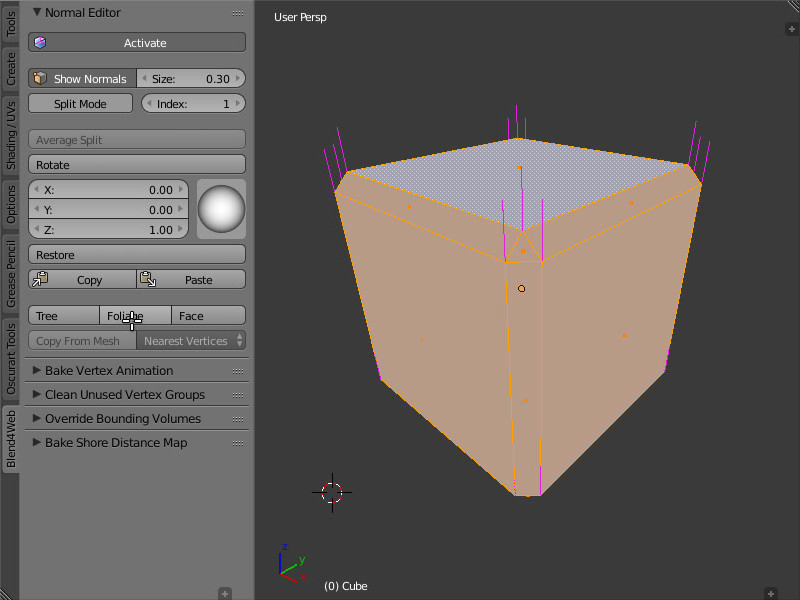 Tools
Create
Shading / UVs
Options
Grease Pencil
Oscurart Tools
Blend4Web
Normal Editor
Activate
Show Normals Size: 0.30
Split Mode Index: 1
Average Split
Rotate
X: 0.00
Y: 0.00
Z: 1.00
Restore
Copy Paste
Tree Foliage Face
Copy From Mesh Nearest Vertices
Bake Vertex Animation
Clean Unused Vertex Groups
Override Bounding Volumes
Bake Shore Distance Map
User Persp
z
y
x
(0) Cube